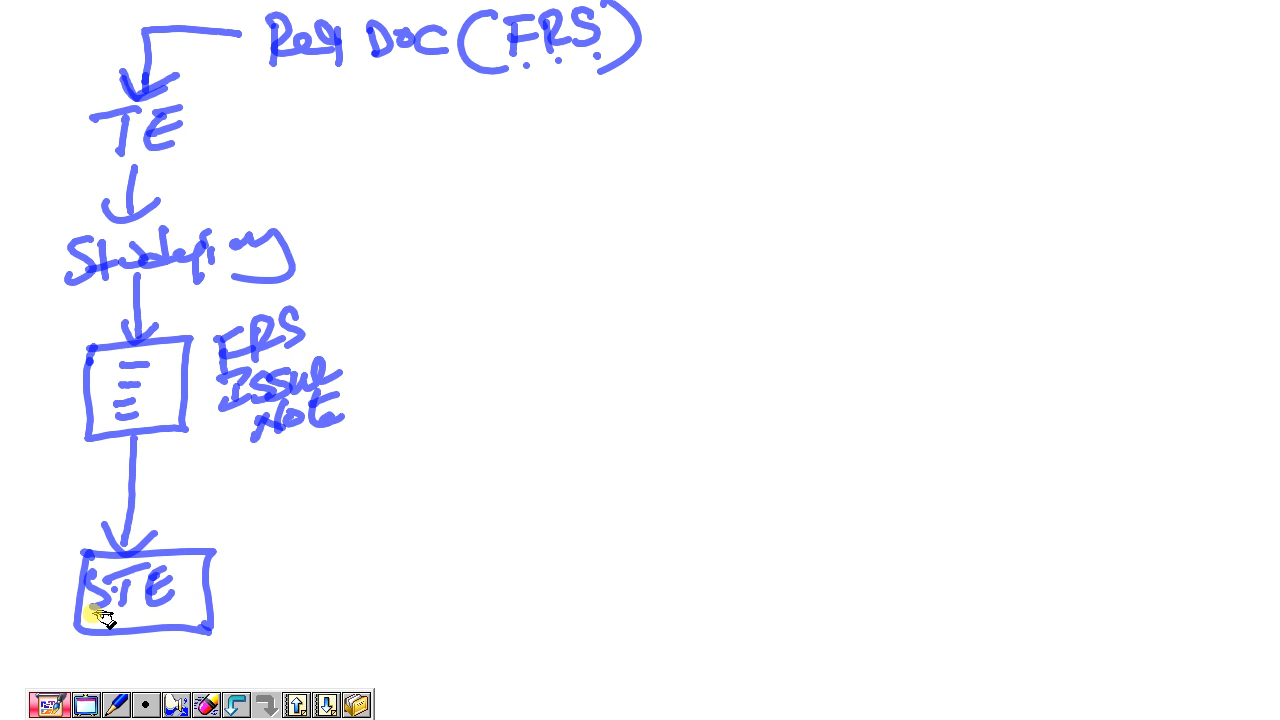 Req Doc (FRS)
TE
Studying
FRS
Issue
Note
STE